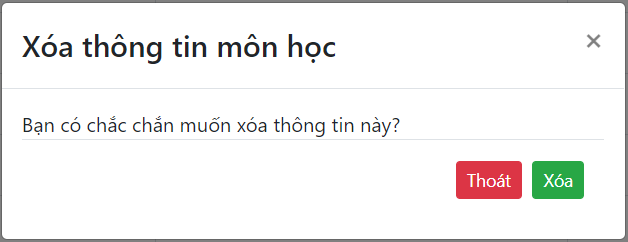 Xóa thông tin môn học
×
Bạn có chắc chắn muốn xóa thông tin này?
Thoát Xóa